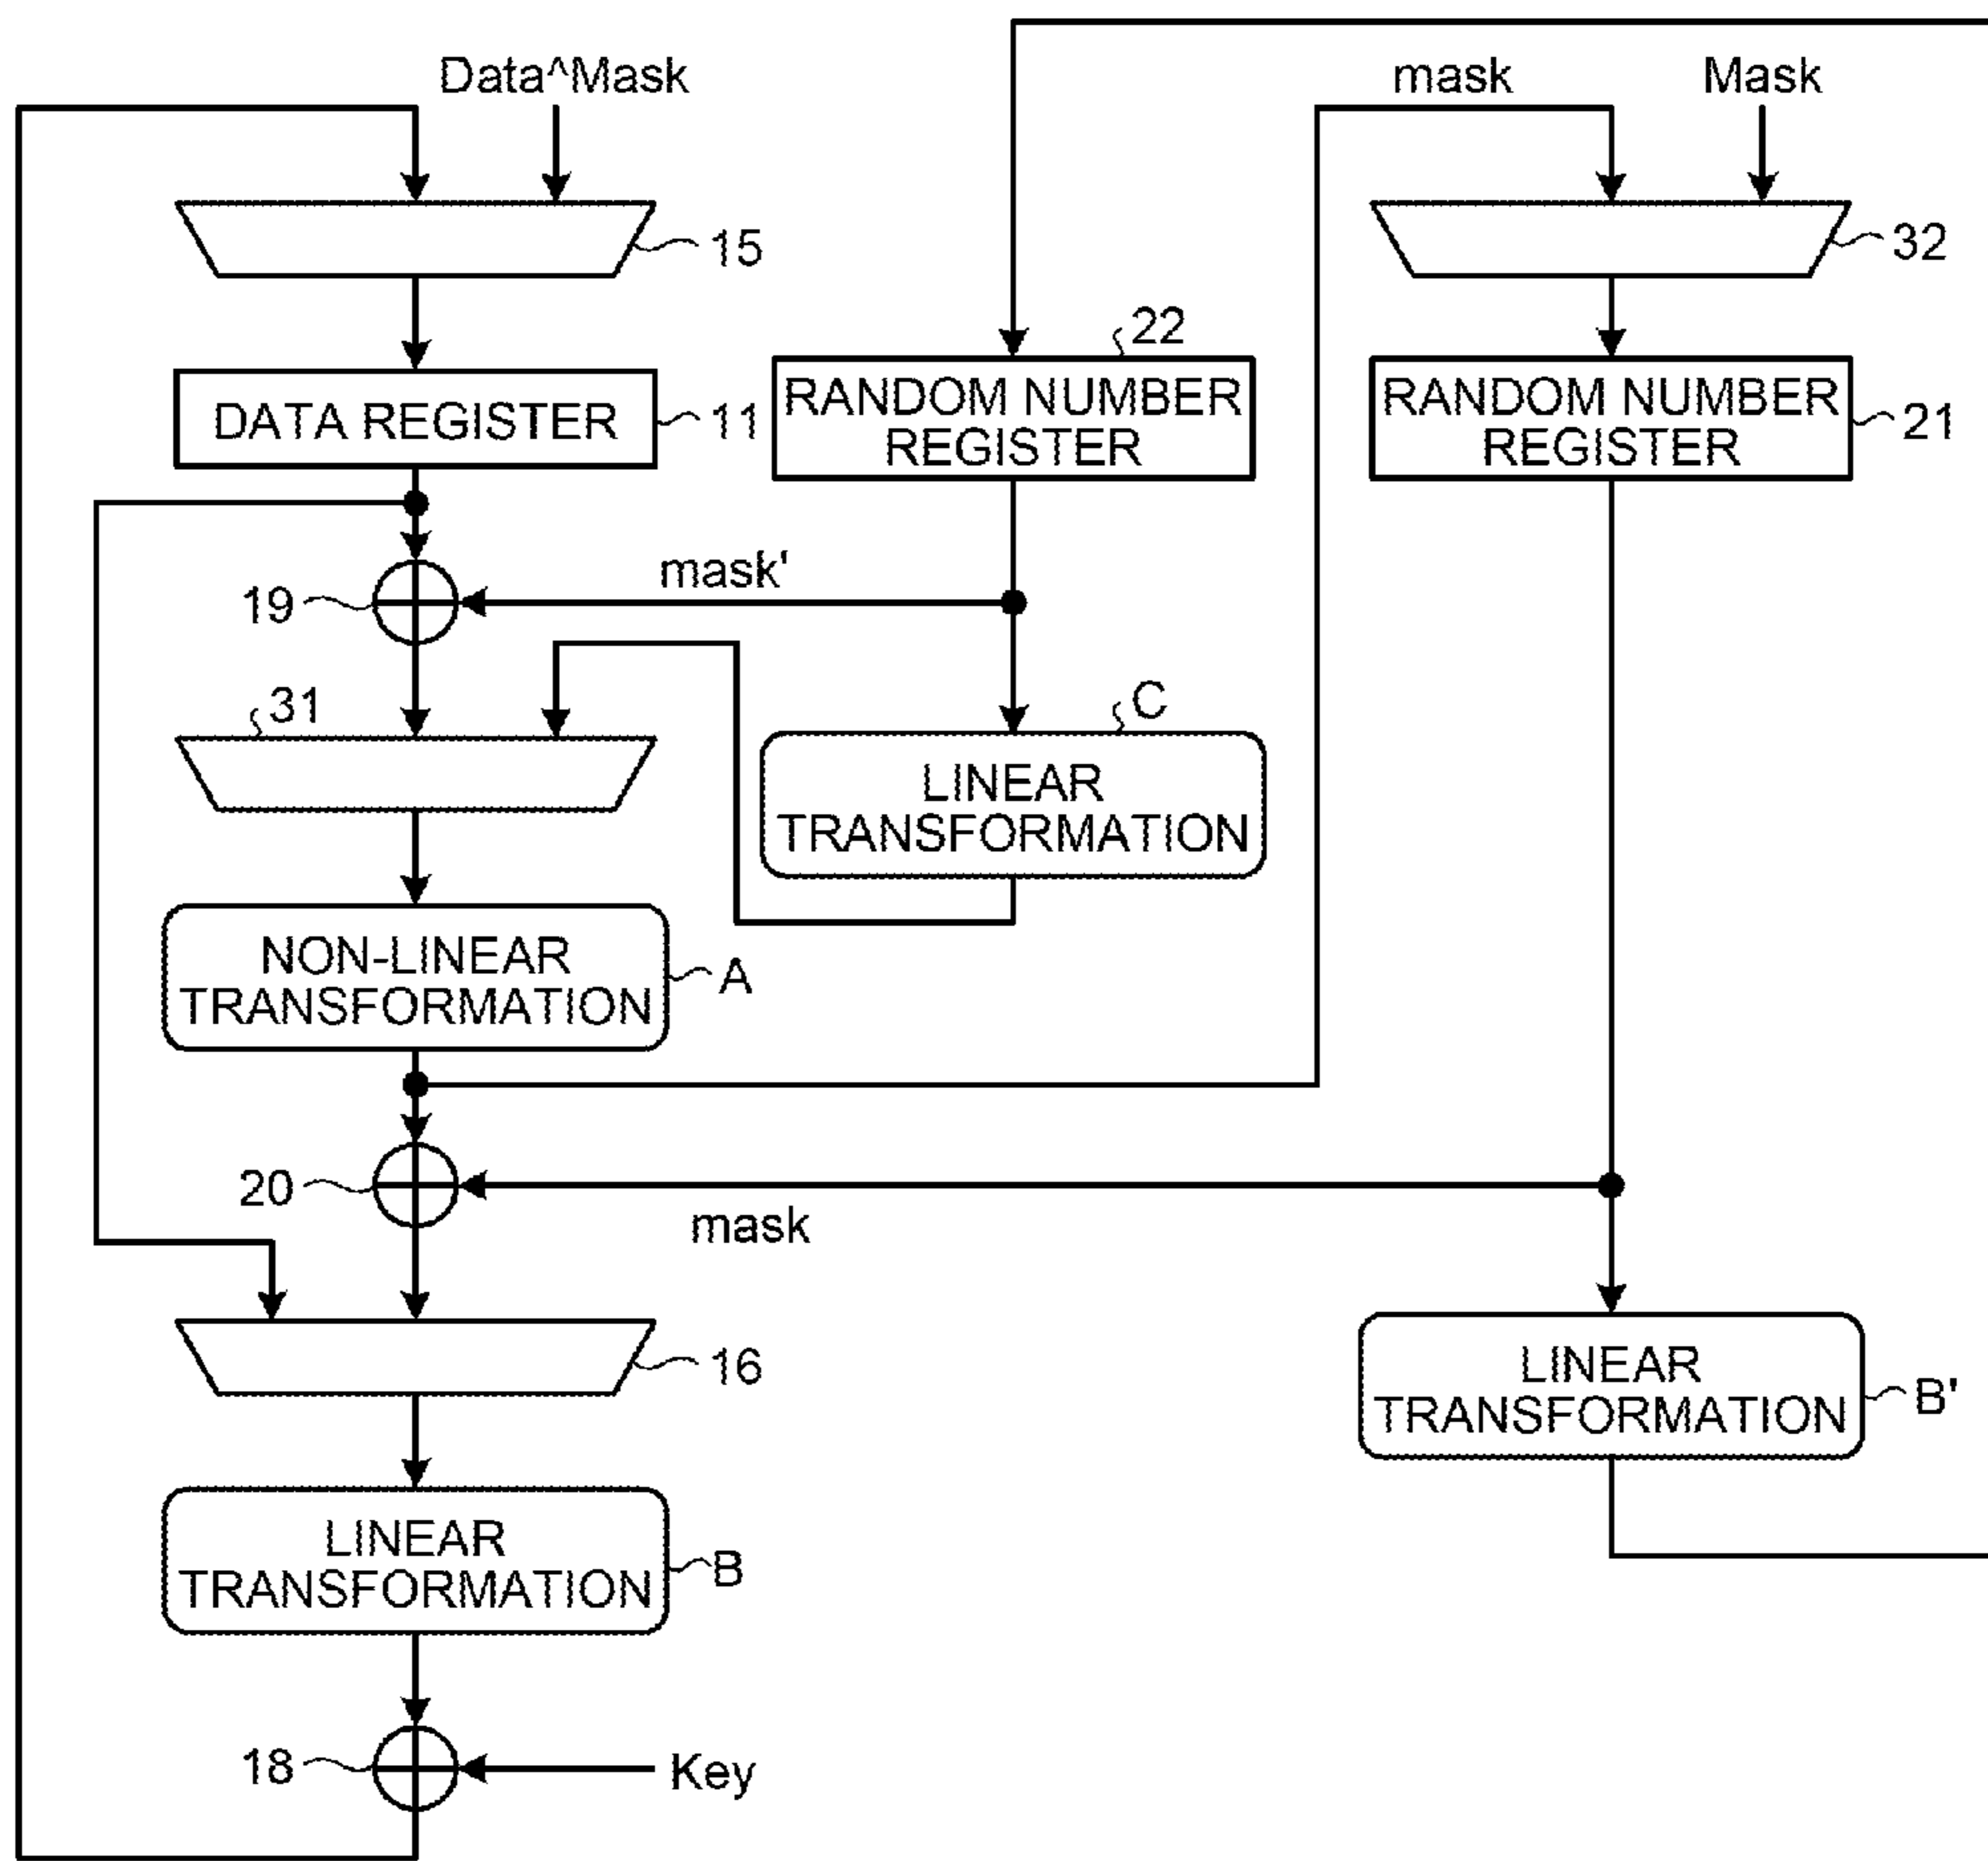 Data^Mask
mask
Mask
15
32
22
DATA REGISTER
11
RANDOM NUMBER
REGISTER
RANDOM NUMBER
REGISTER
21
mask'
19
31
C
LINEAR
TRANSFORMATION
NON-LINEAR
TRANSFORMATION
A
20
mask
16
LINEAR
TRANSFORMATION
B'
LINEAR
TRANSFORMATION
B
18
Key